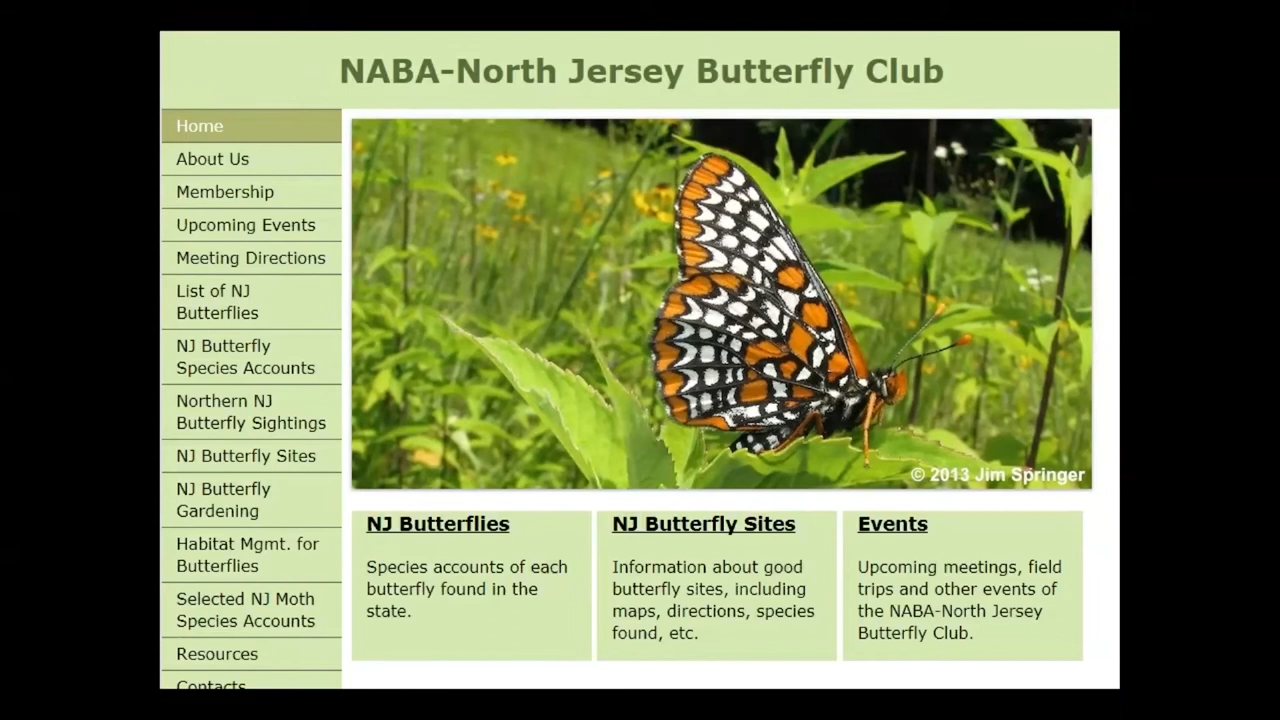 NABA-North Jersey Butterfly Club
Home
About Us
Membership
Upcoming Events
Meeting Directions
List of NJ
Butterflies
NJ Butterfly
Species Accounts
Northern NJ
Butterfly Sightings
NJ Butterfly Sites
NJ Butterfly
Gardening
Habitat Mgmt. for
Butterflies
Selected NJ Moth
Species Accounts
Resources
Contacts
© 2013 Jim Springer
NJ Butterflies
Species accounts of each
butterfly found in the
state.
NJ Butterfly Sites
Information about good
butterfly sites, including
maps, directions, species
found, etc.
Events
Upcoming meetings, field
trips and other events of
the NABA-North Jersey
Butterfly Club.